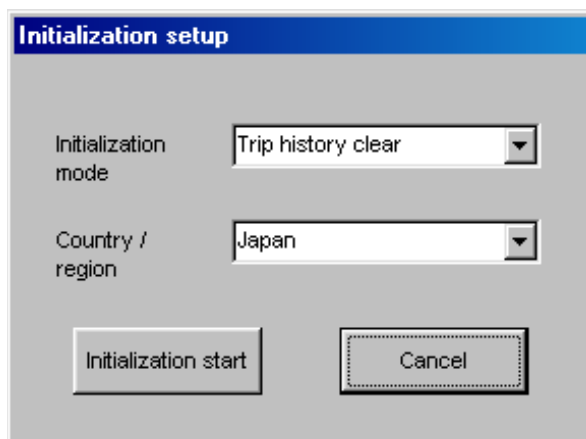 Initialization setup
Initialization
mode
Trip history clear
Country /
region
Japan
Initialization start
Cancel